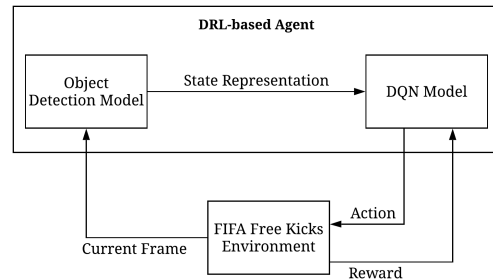 DRL-based Agent
Object
Detection Model
State Representation
DQN Model
FIFA Free Kicks
Environment
Action
Current Frame
Reward